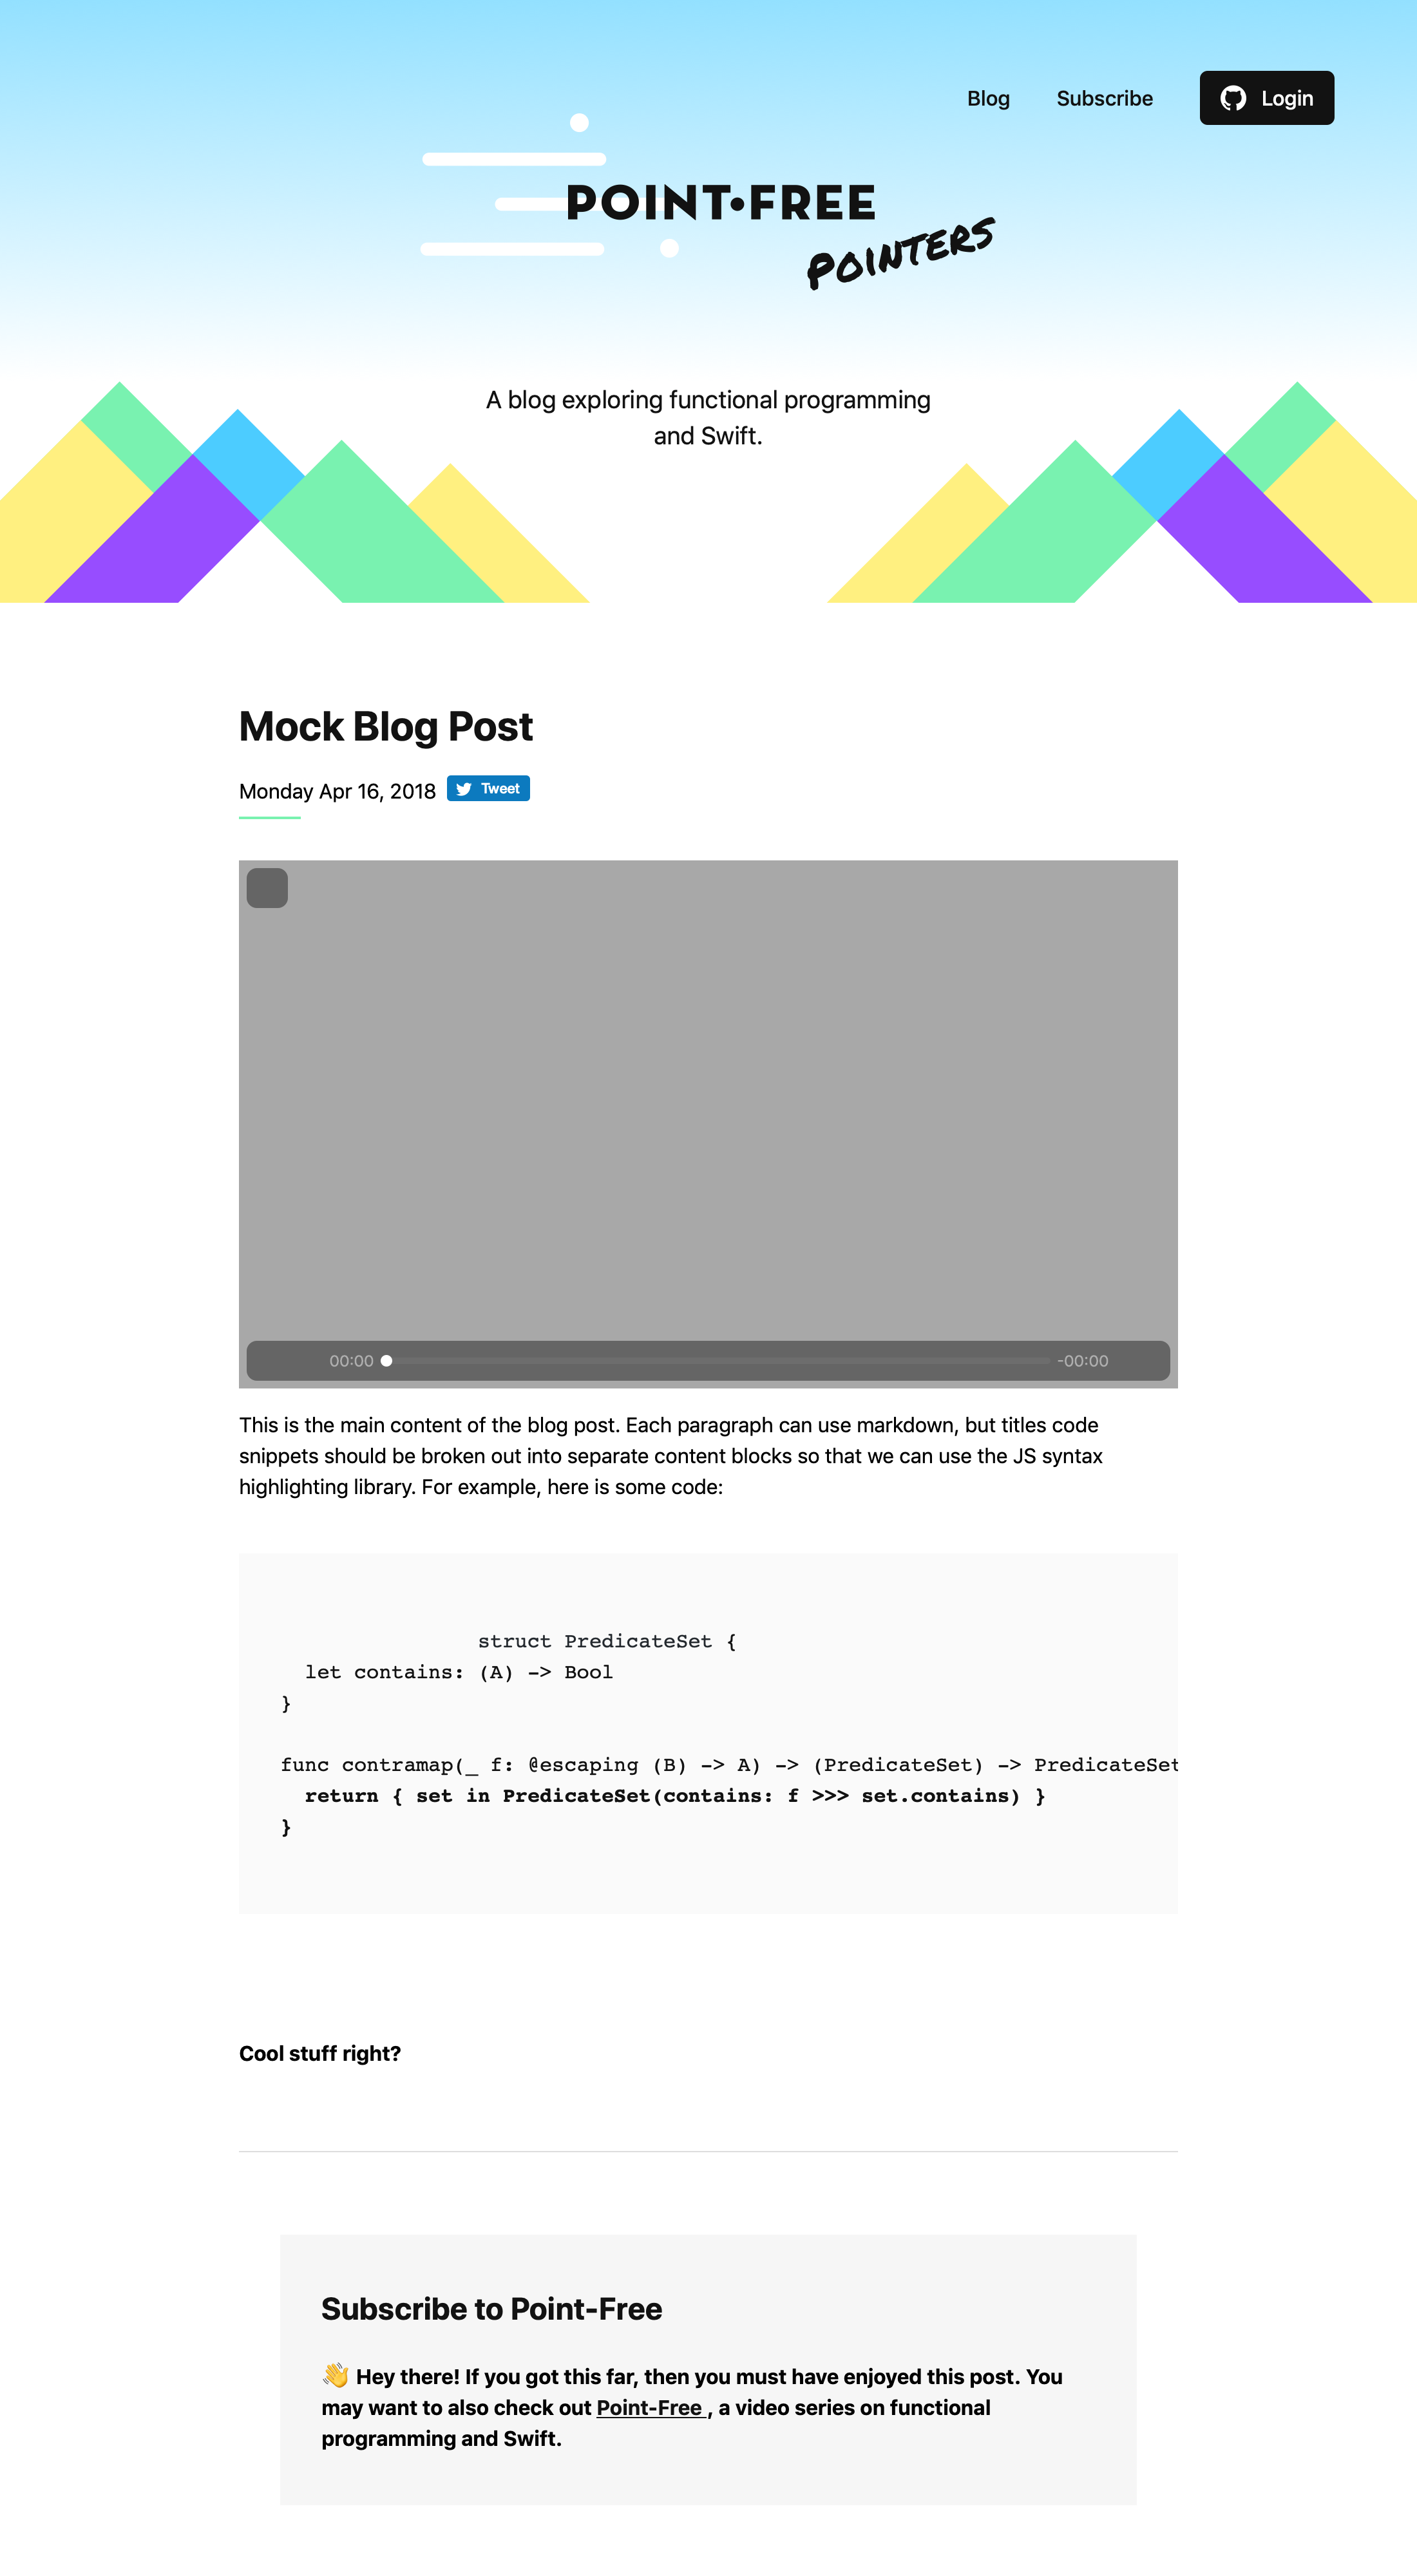 Blog Subscribe Login
POINT•FREE
POINTERS
A blog exploring functional programming
and Swift.
Mock Blog Post
Monday Apr 16, 2018 Tweet
00:00 -00:00
This is the main content of the blog post. Each paragraph can use markdown, but titles code
snippets should be broken out into separate content blocks so that we can use the JS syntax
highlighting library. For example, here is some code:
struct PredicateSet {
  let contains: (A) -> Bool
}
func contramap(_ f: @escaping (B) -> A) -> (PredicateSet) -> PredicateSet
  return { set in PredicateSet(contains: f >>> set.contains) }
}
Cool stuff right?
Subscribe to Point-Free
👋 Hey there! If you got this far, then you must have enjoyed this post. You
may want to also check out Point-Free , a video series on functional
programming and Swift.